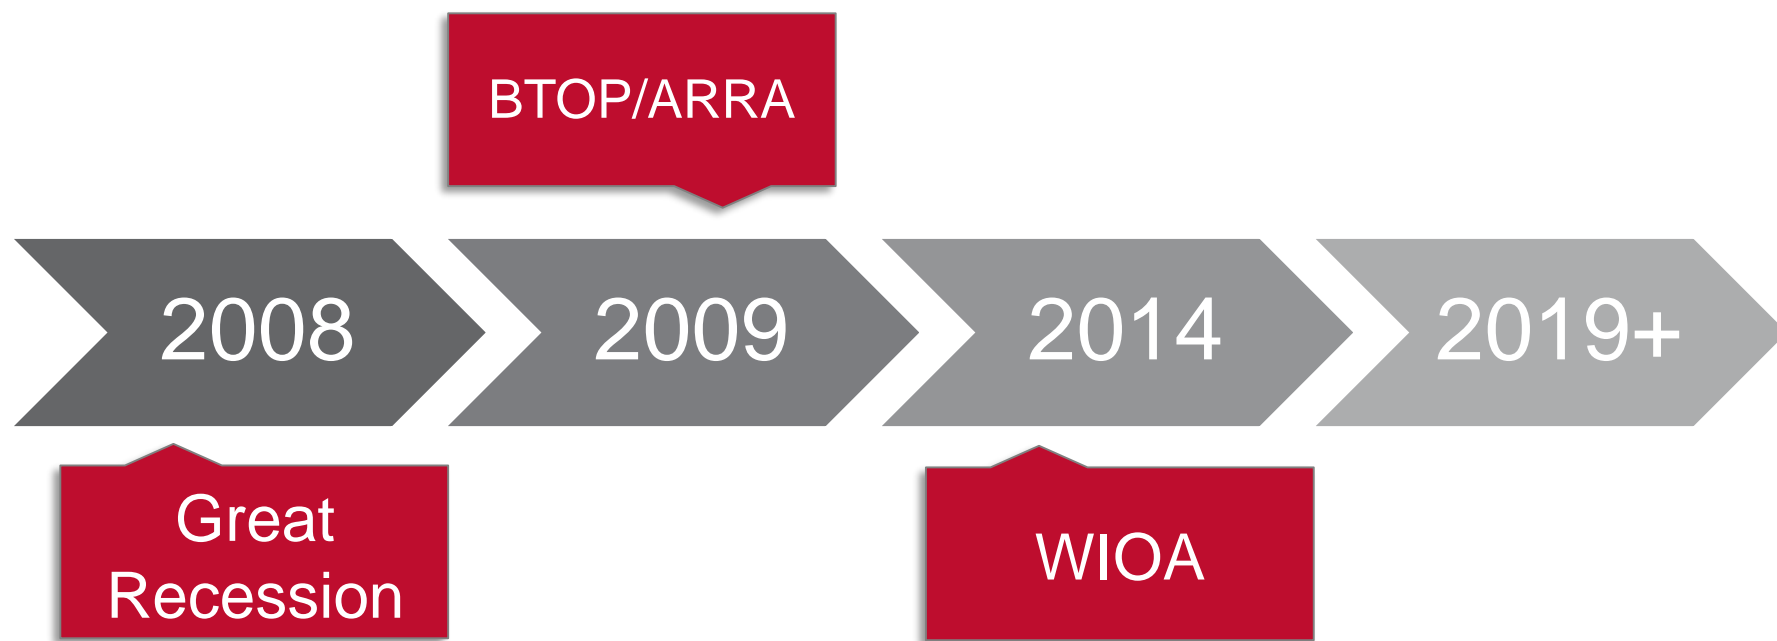 BTOP/ARRA
2008
2009
2014
2019+
Great
Recession
WIOA